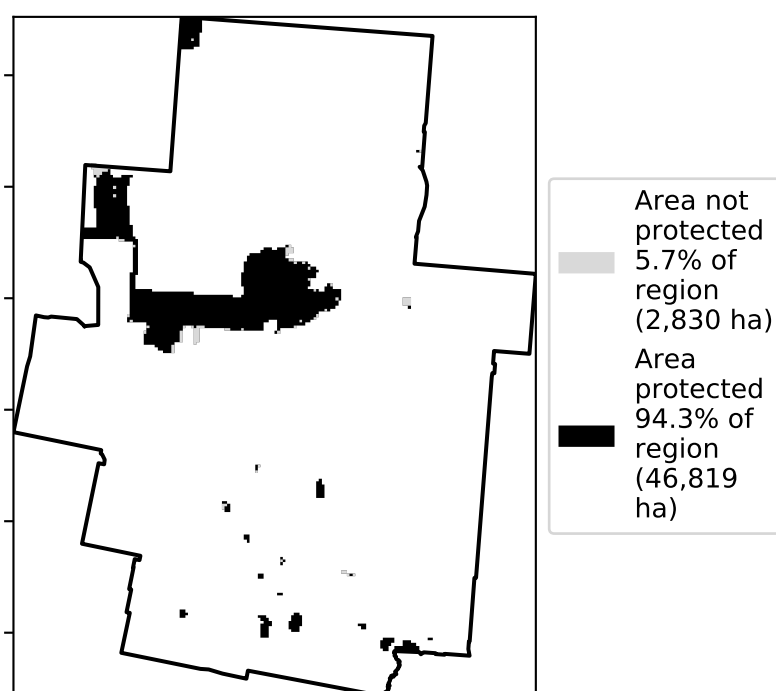 Area not
protected
5.7% of
region
(2,830 ha)
Area
protected
94.3% of
region
(46,819
ha)